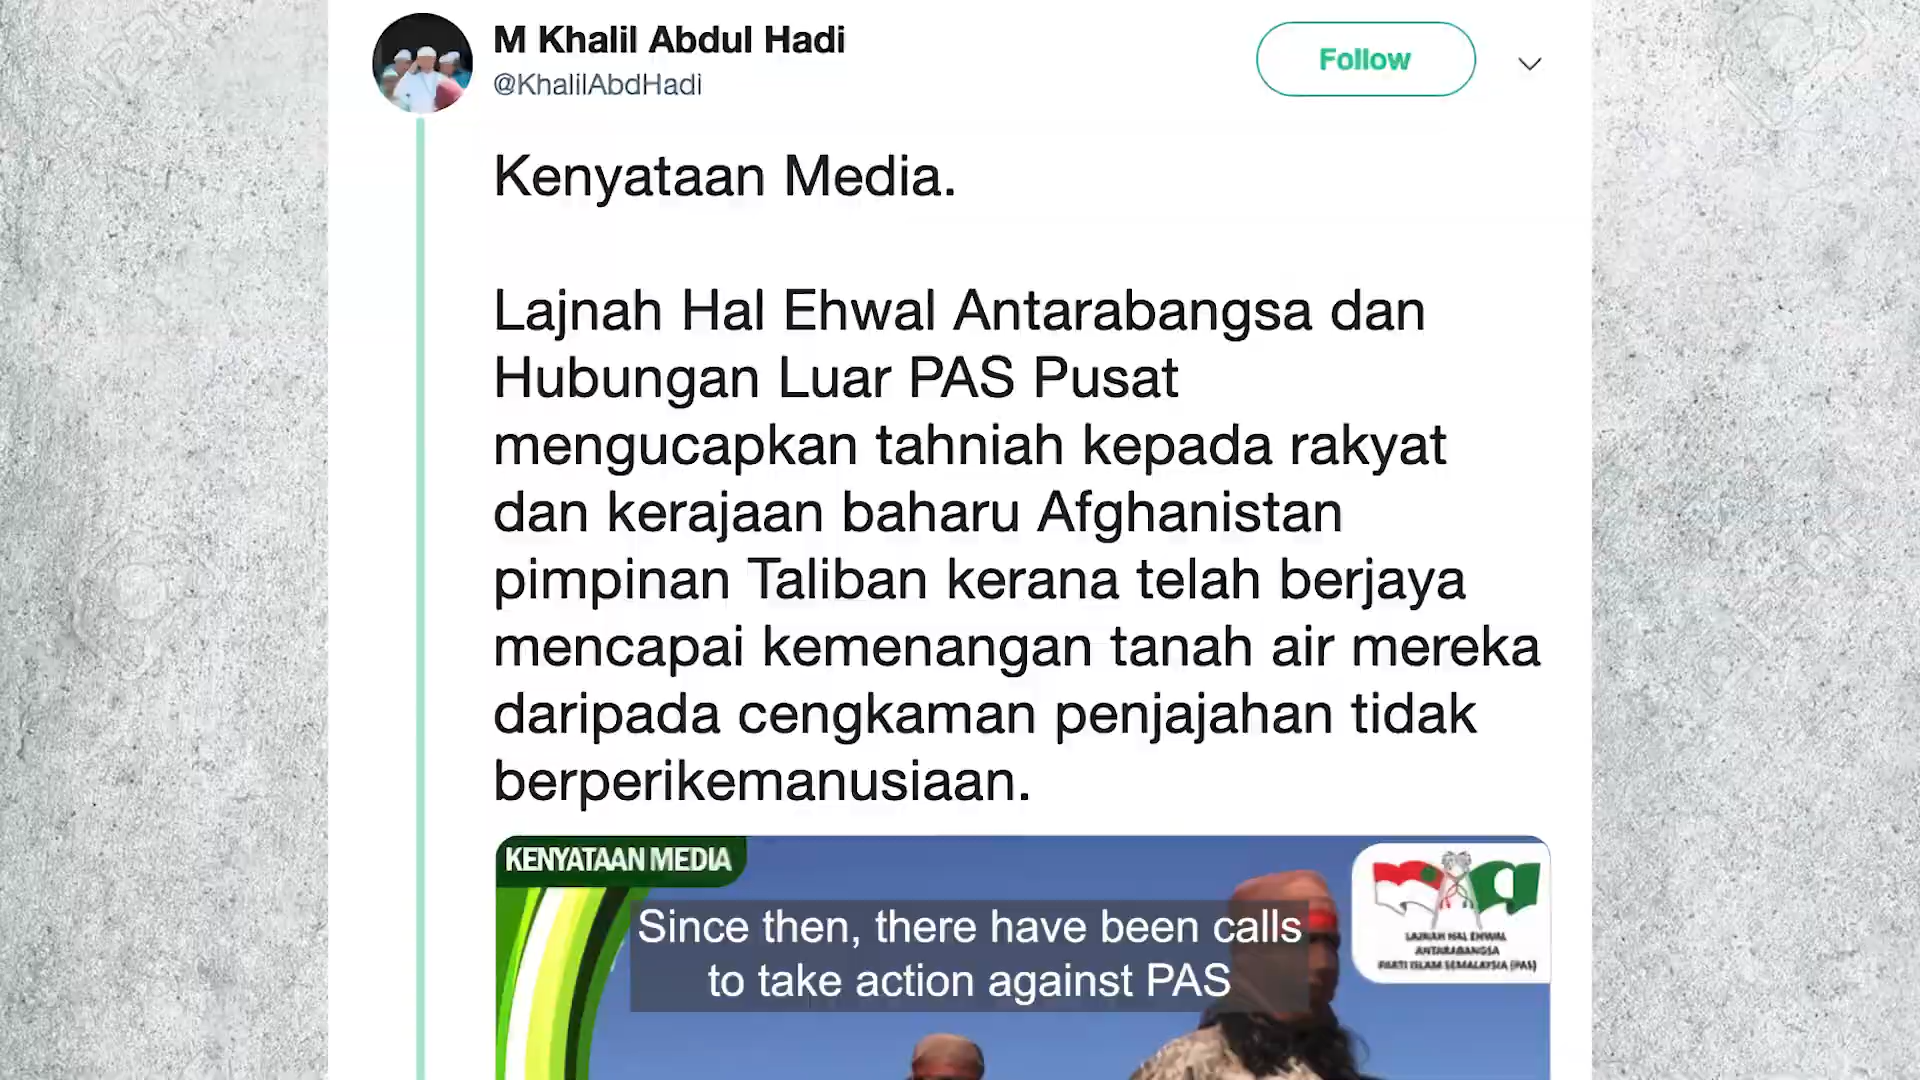 M Khalil Abdul Hadi
@KhalilAbdHadi
Follow
Kenyataan Media.
Lajnah Hal Ehwal Antarabangsa dan
Hubungan Luar PAS Pusat
mengucapkan tahniah kepada rakyat
dan kerajaan baharu Afghanistan
pimpinan Taliban kerana telah berjaya
mencapai kemenangan tanah air mereka
daripada cengkaman penjajahan tidak
berperikemanusiaan.
KENYATAAN MEDIA
LAJNAH HAL EHWAL
ANTARABANGSA
PARTI ISLAM SEMALAYSIA (PAS)
Since then, there have been calls
to take action against PAS